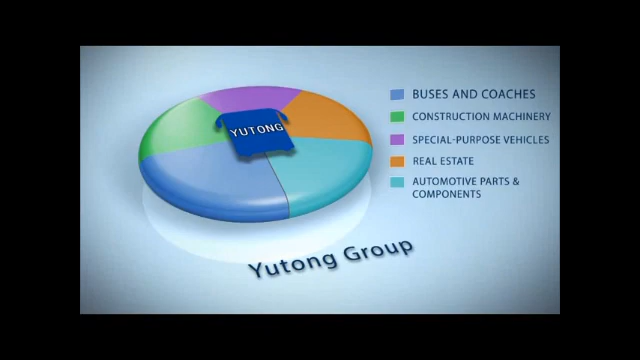 YUTONG
BUSES AND COACHES
CONSTRUCTION MACHINERY
SPECIAL-PURPOSE VEHICLES
REAL ESTATE
AUTOMOTIVE PARTS &
COMPONENTS
Yutong Group